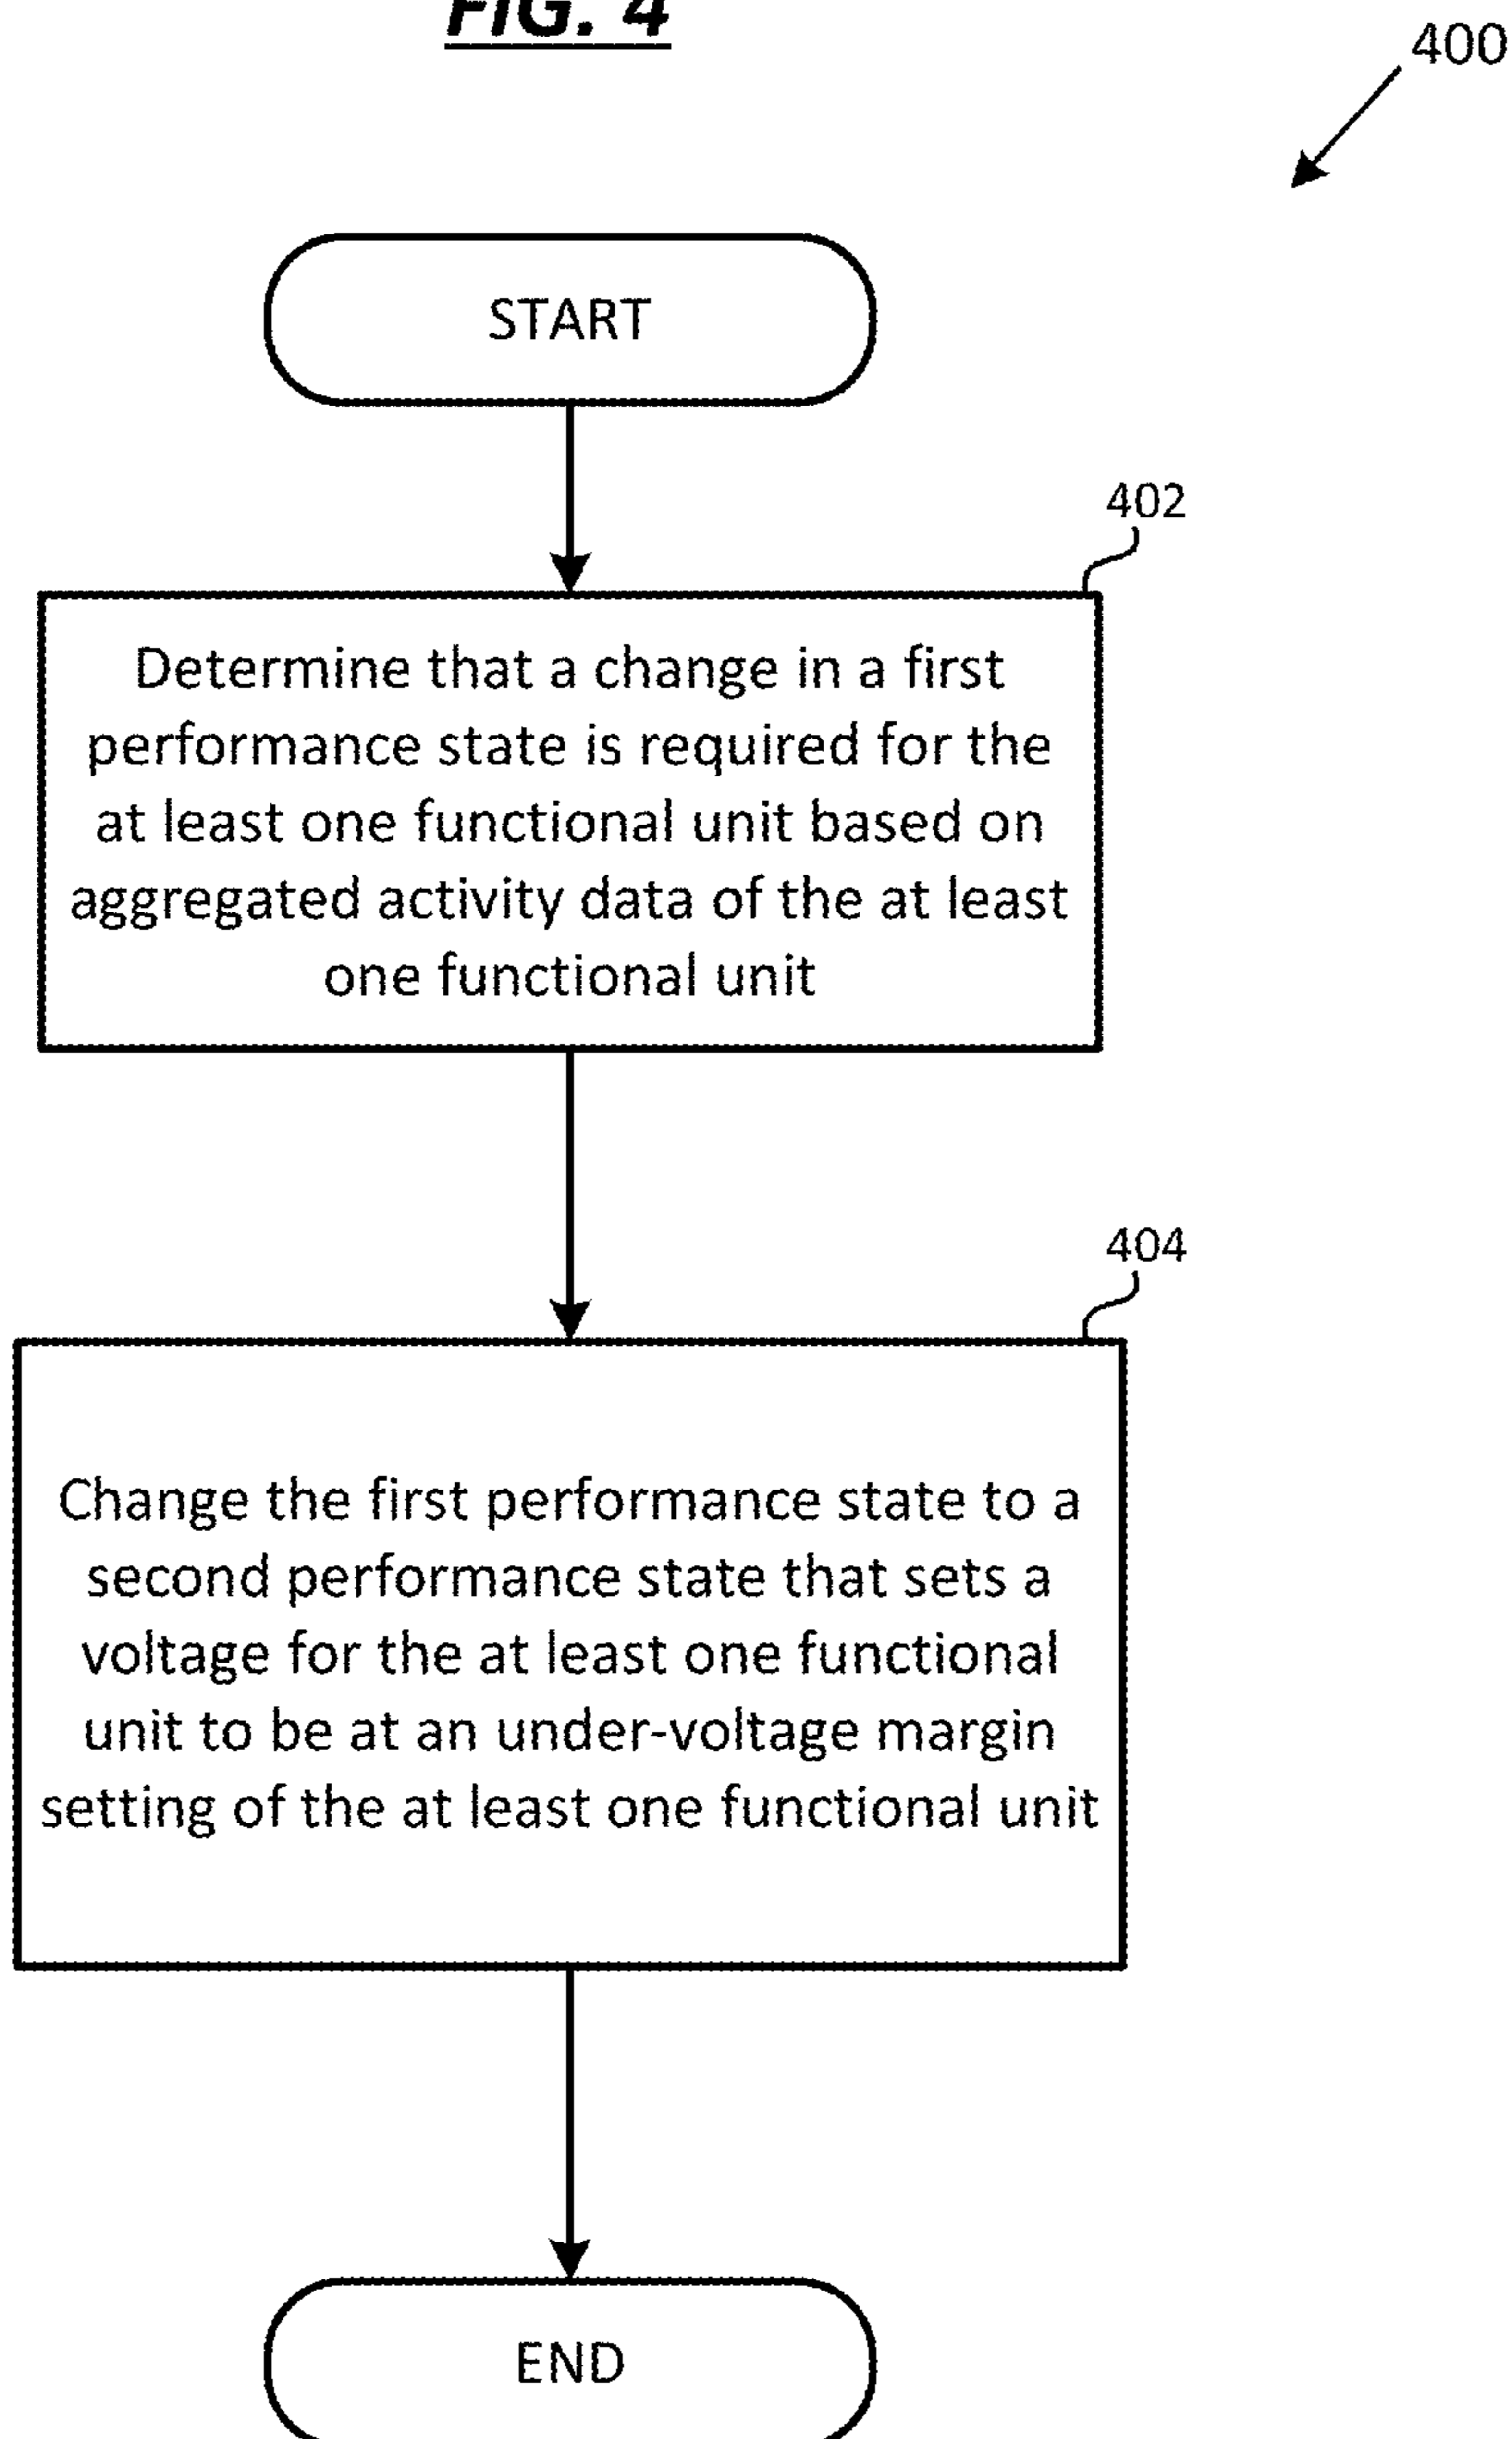 FIG. 4
400
START
402
Determine that a change in a first
performance state is required for the
at least one functional unit based on
aggregated activity data of the at least
one functional unit
404
Change the first performance state to a
second performance state that sets a
voltage for the at least one functional
unit to be at an under-voltage margin
setting of the at least one functional unit
END